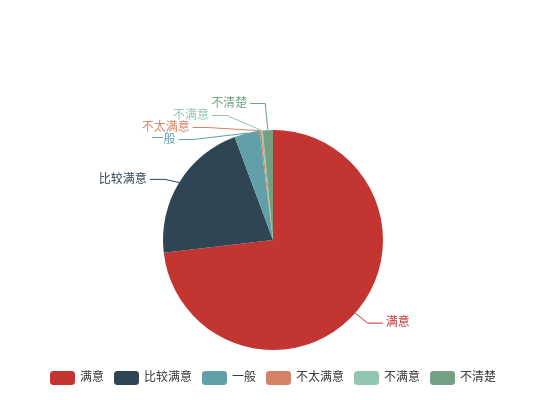 不清楚
不满意
不太满意
一般
比较满意
满意
满意 比较满意 一般 不太满意 不满意 不清楚